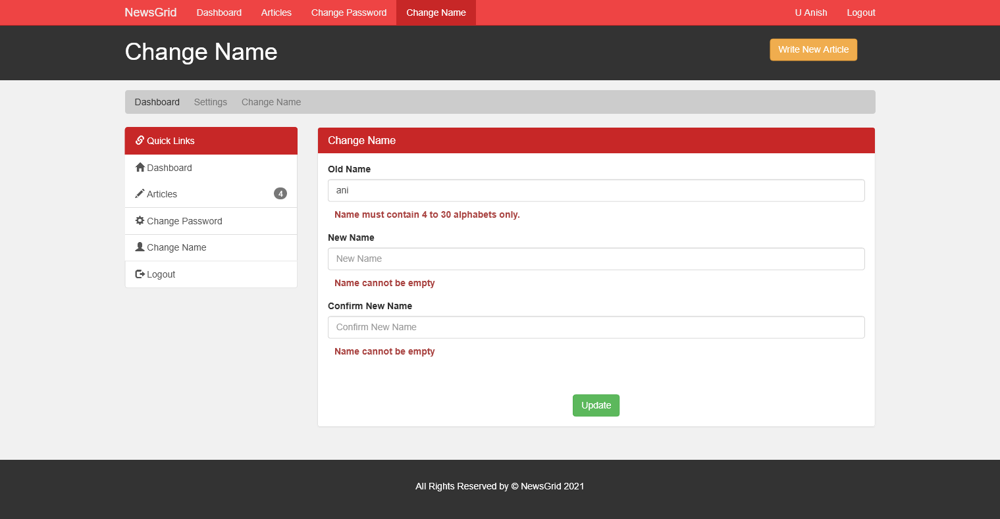 NewsGrid Dashboard Articles Change Password Change Name U Anish Logout
Change Name Write New Article
Dashboard Settings Change Name
Quick Links
Dashboard
Articles 4
Change Password
Change Name
Logout
Change Name
Old Name
ani
Name must contain 4 to 30 alphabets only.
New Name
New Name
Name cannot be empty
Confirm New Name
Confirm New Name
Name cannot be empty
Update
All Rights Reserved by © NewsGrid 2021